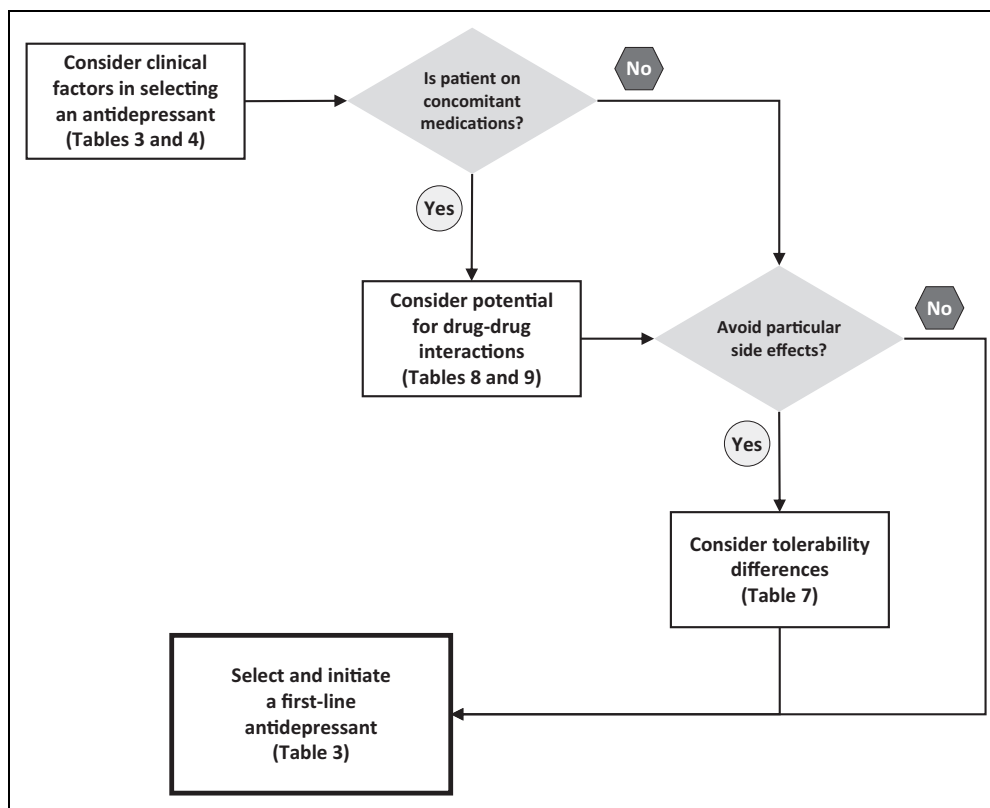 Consider clinical
factors in selecting
an antidepressant
(Tables 3 and 4)
Is patient on
concomitant
medications?
No
Yes
Consider potential
for drug-drug
interactions
(Tables 8 and 9)
Avoid particular
side effects?
No
Yes
Consider tolerability
differences
(Table 7)
Select and initiate
a first-line
antidepressant
(Table 3)